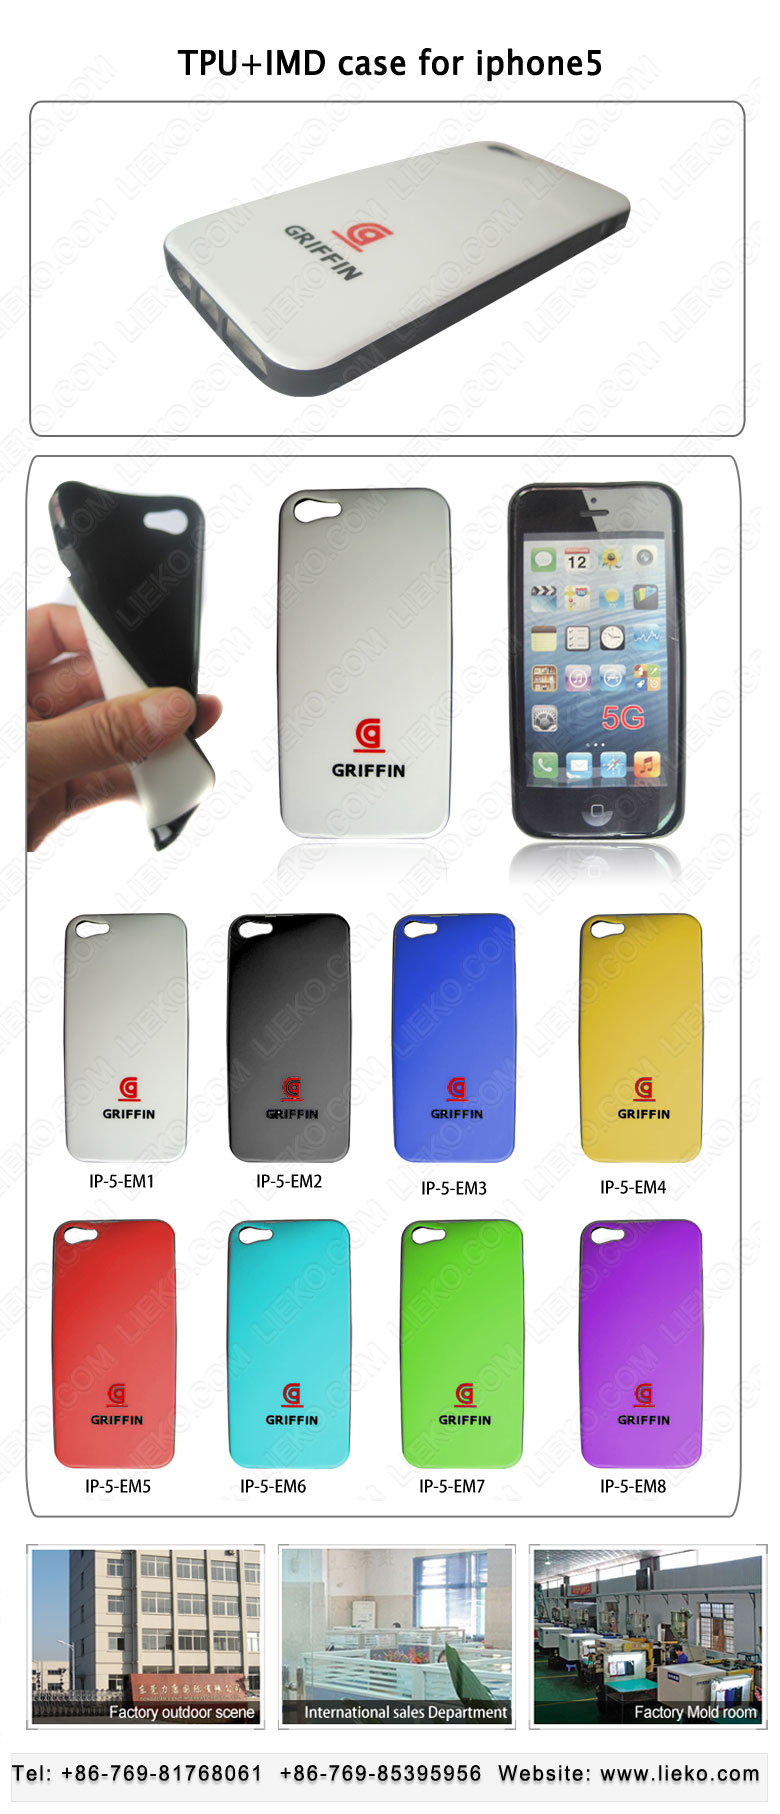 TPU+IMD case for iphone5
GRIFFIN
GRIFFIN
12
5G
GRIFFIN GRIFFIN GRIFFIN GRIFFIN
IP-5-EM1 IP-5-EM2 IP-5-EM3 IP-5-EM4
GRIFFIN GRIFFIN GRIFFIN GRIFFIN
IP-5-EM5 IP-5-EM6 IP-5-EM7 IP-5-EM8
Factory outdoor scene International sales Department Factory Mold room
Tel: +86-769-81768061 +86-769-85395956 Website: www.lieko.com
LIEKO.COM